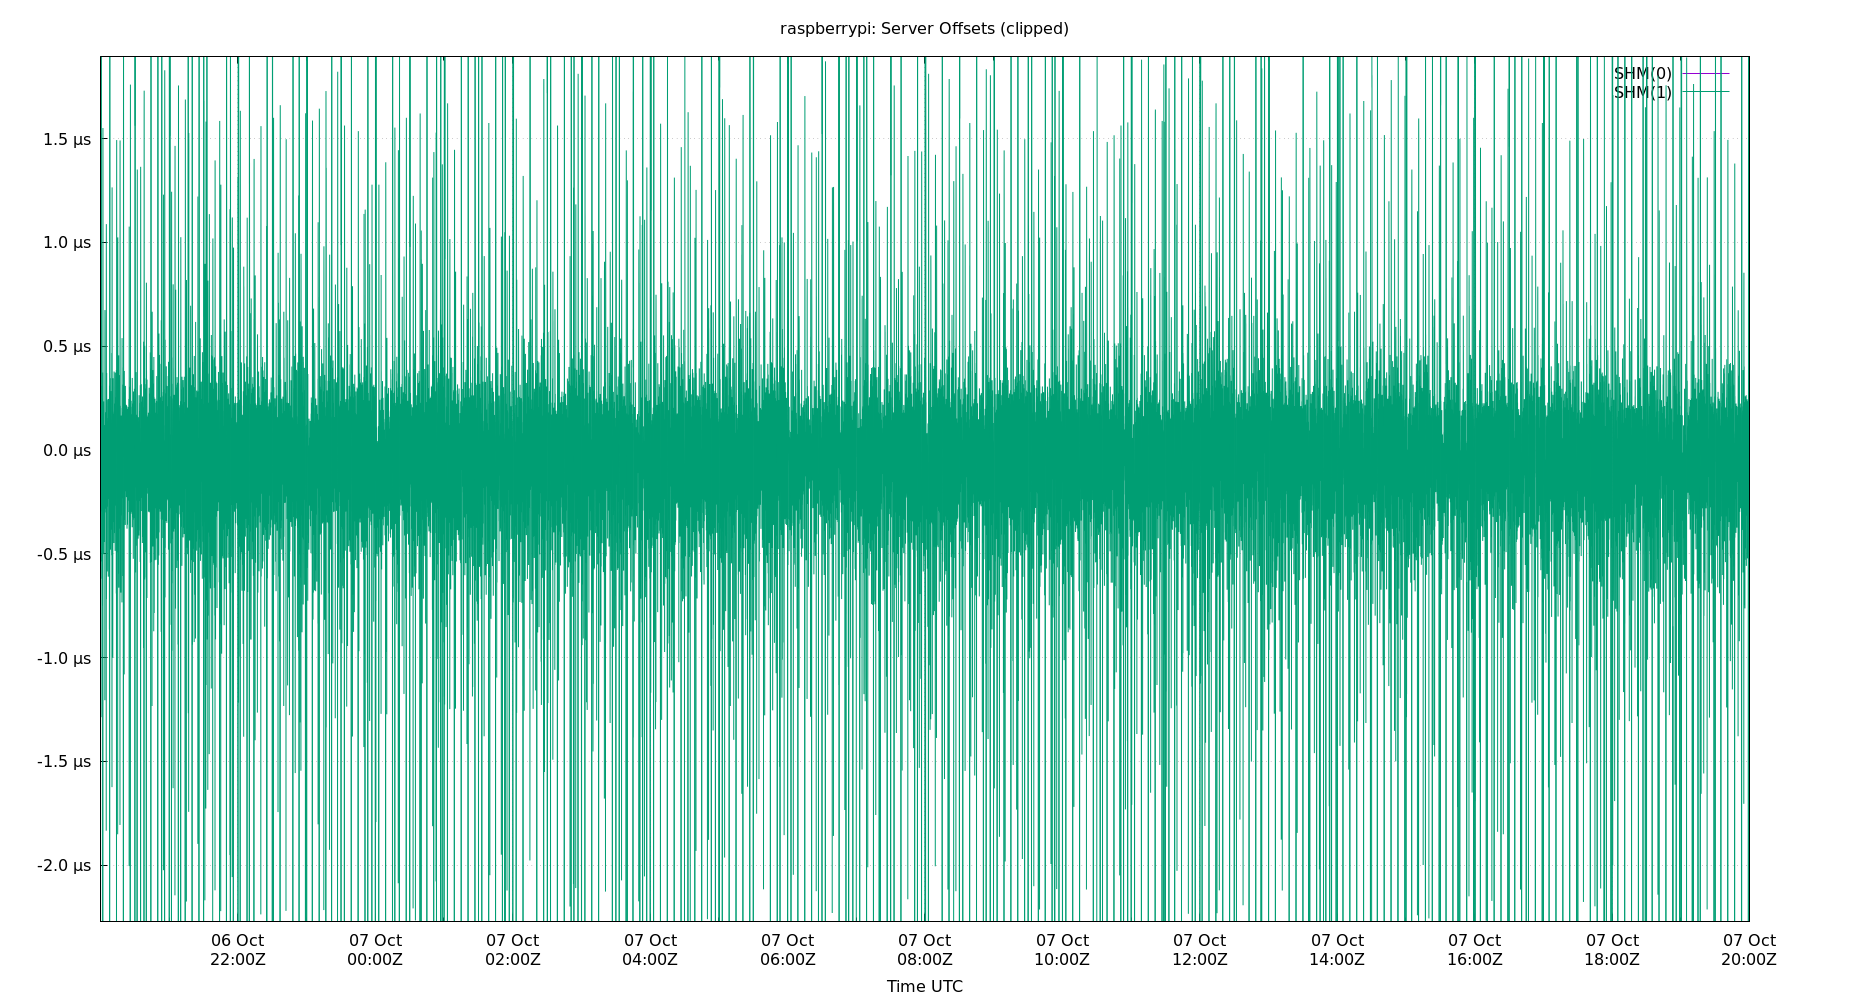 raspberrypi: Server Offsets (clipped)
SHM(0)
SHM(1)
1.5 µs
1.0 µs
0.5 µs
0.0 µs
-0.5 µs
-1.0 µs
-1.5 µs
-2.0 µs
06 Oct 07 Oct 07 Oct 07 Oct 07 Oct 07 Oct 07 Oct 07 Oct 07 Oct 07 Oct 07 Oct 07 Oct
22:00Z 00:00Z 02:00Z 04:00Z 06:00Z 08:00Z 10:00Z 12:00Z 14:00Z 16:00Z 18:00Z 20:00Z
Time UTC